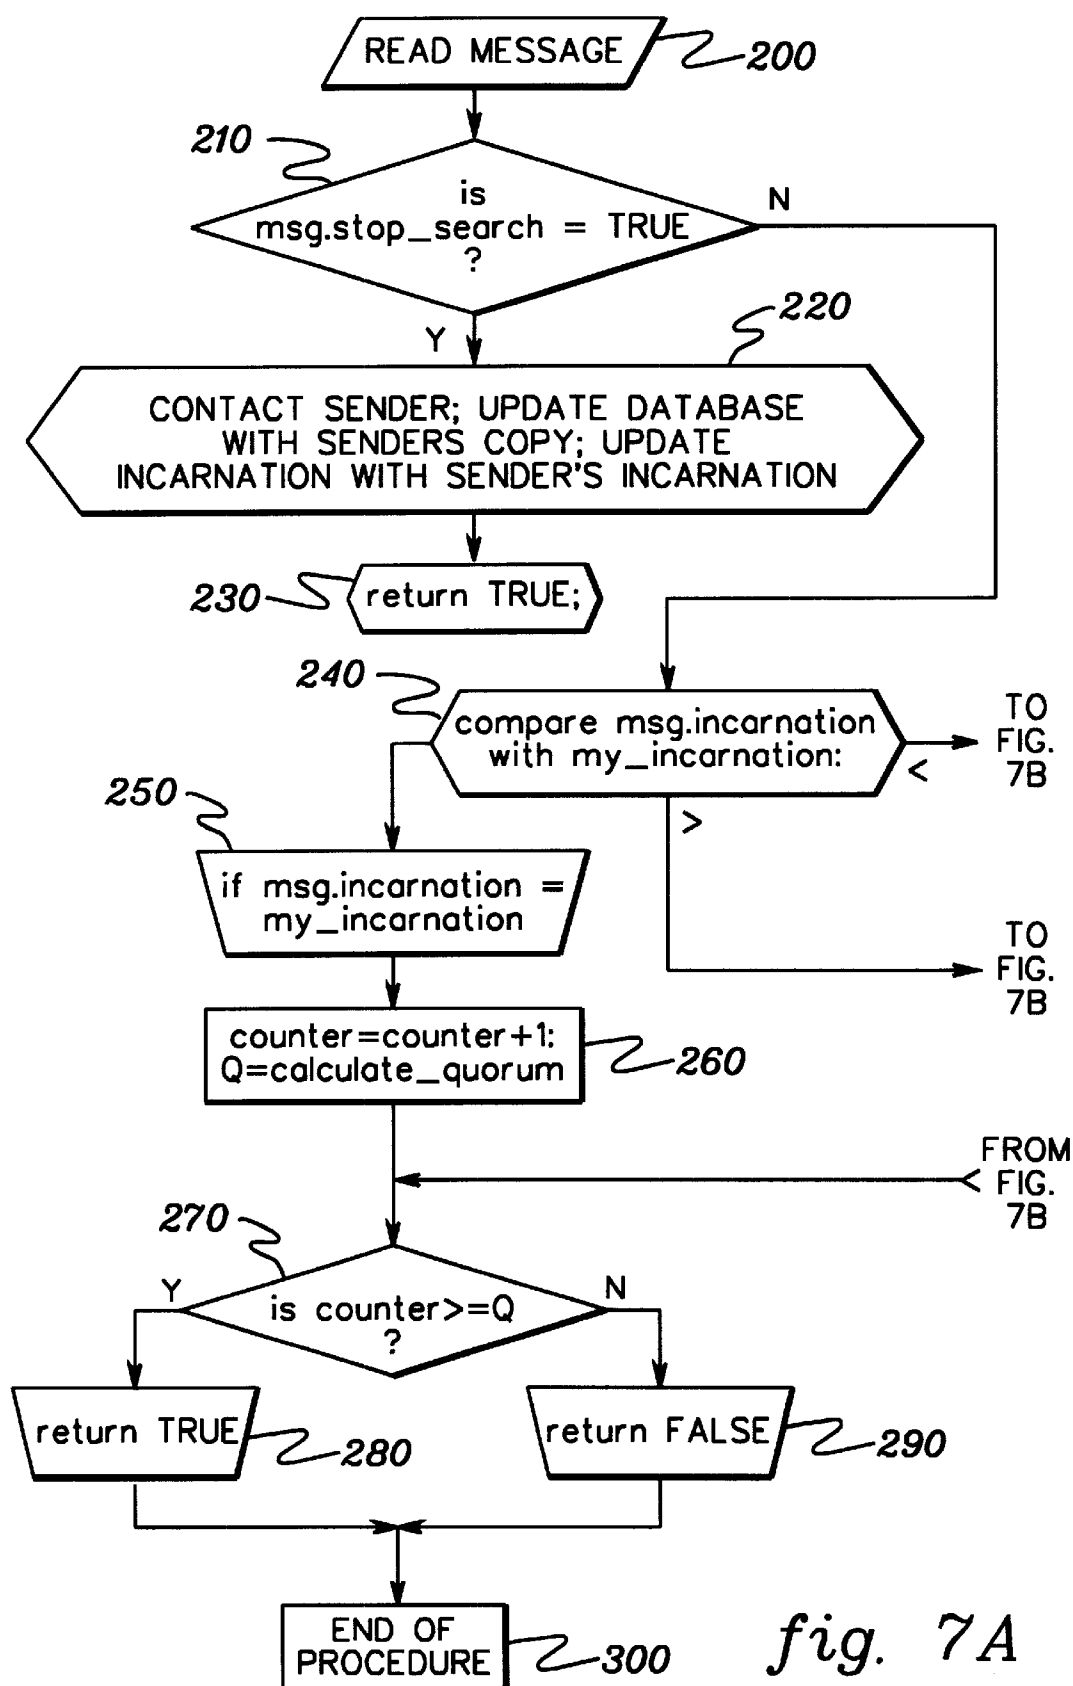 READ MESSAGE
200
210
is
msg.stop_search = TRUE
?
N
Y
220
CONTACT SENDER; UPDATE DATABASE
WITH SENDERS COPY; UPDATE
INCARNATION WITH SENDER'S INCARNATION
230
return TRUE;
240
compare msg.incarnation
with my_incarnation:
<
TO
FIG.
7B
>
250
if msg.incarnation =
my_incarnation
TO
FIG.
7B
counter=counter+1:
Q=calculate_quorum
260
FROM
FIG.
7B
270
Y
is counter>=Q
?
N
return TRUE
280
return FALSE
290
END OF
PROCEDURE
300
fig. 7A